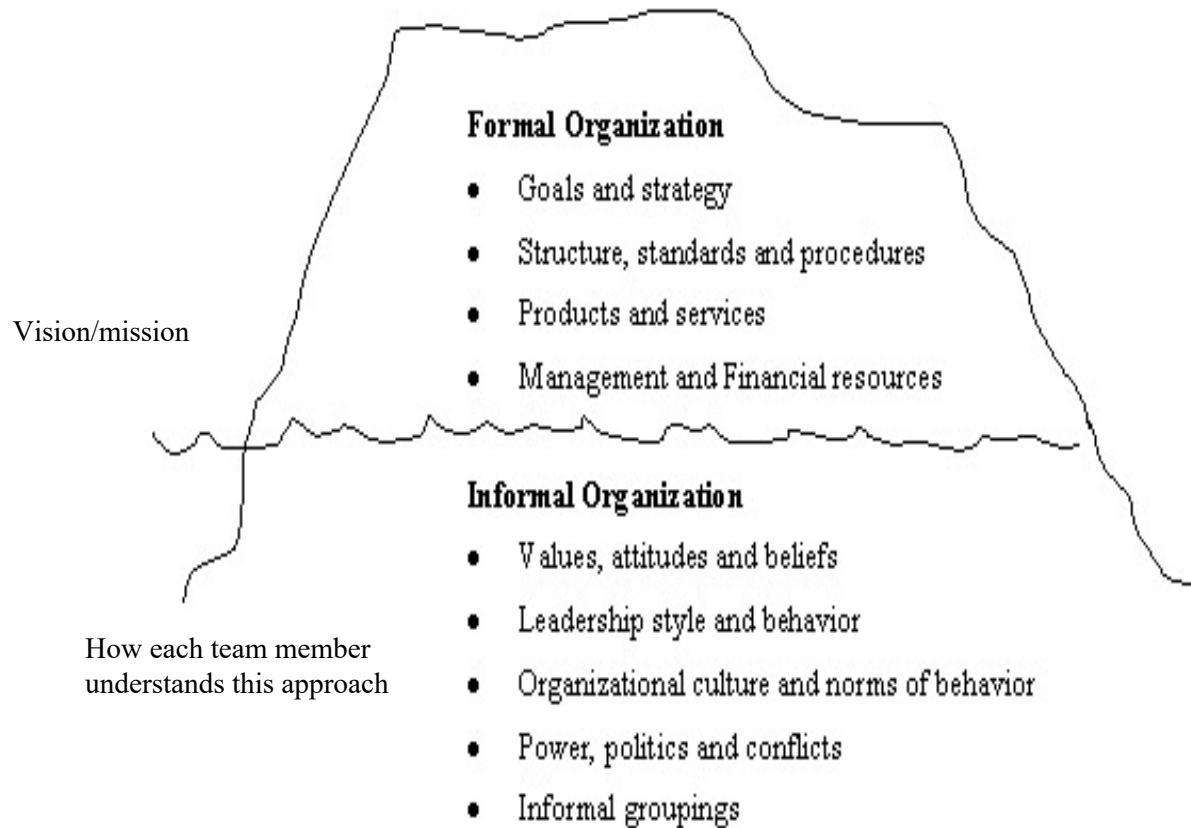 Formal Organization
• Goals and strategy
• Structure, standards and procedures
• Products and services
Vision/mission
• Management and Financial resources
Informal Organization
• Values, attitudes and beliefs
• Leadership style and behavior
How each team member
understands this approach
• Organizational culture and norms of behavior
• Power, politics and conflicts
• Informal groupings